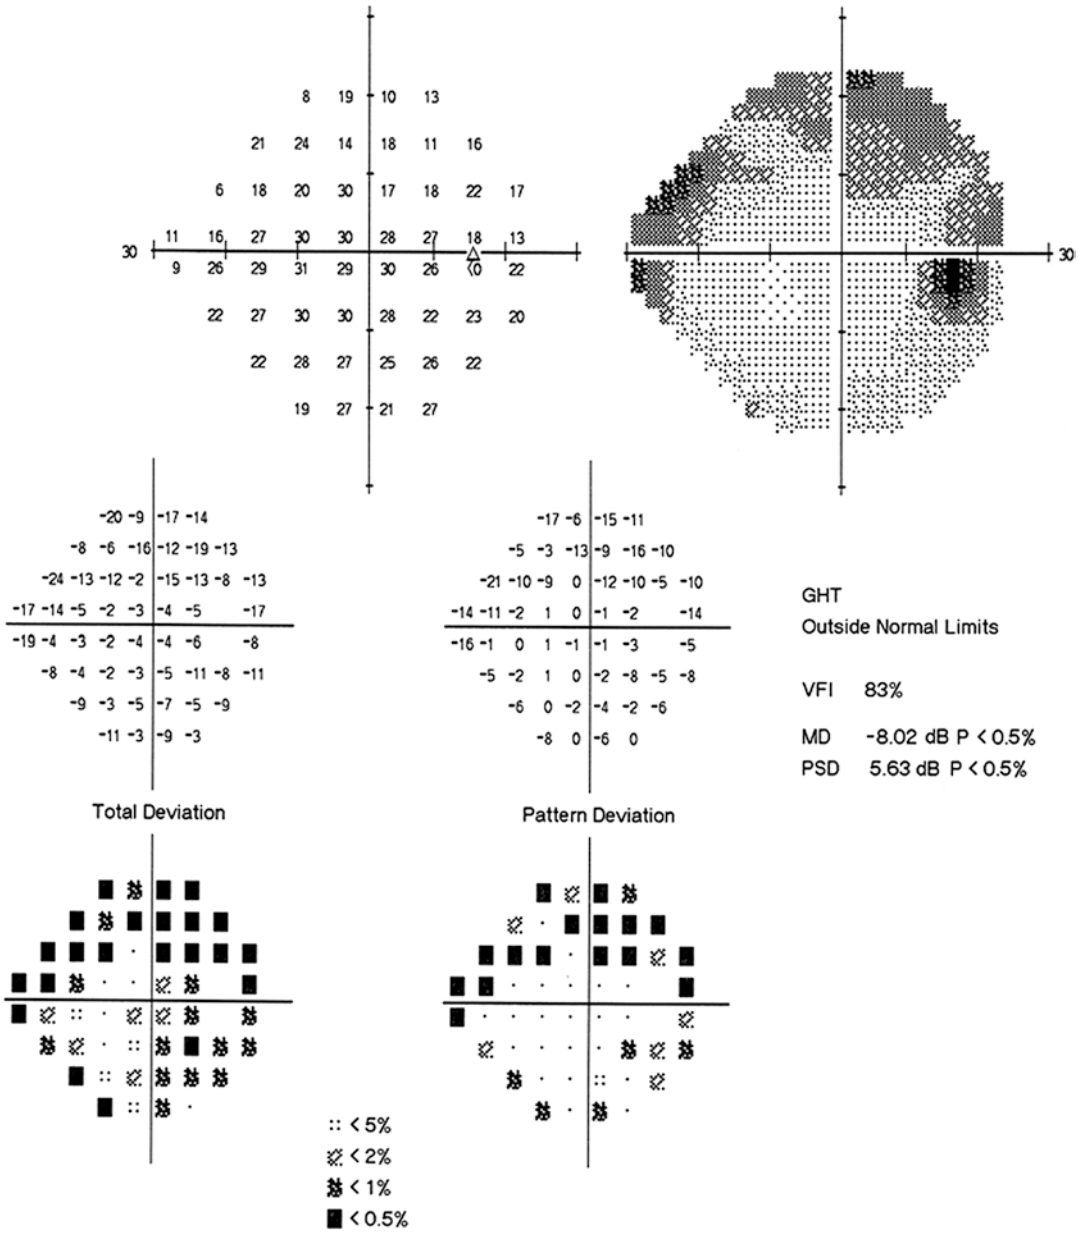 8 19 10 13
21 24 14 18 11 16
6 18 20 30 17 18 22 17
11 16 27 30 30 28 27 18 13
30 30
9 26 29 31 29 30 26 <0 22
22 27 30 30 28 22 23 20
22 28 27 25 26 22
19 27 21 27
-20 -9 -17 -14
-8 -6 -16 -12 -19 -13
-24 -13 -12 -2 -15 -13 -8 -13
-17 -14 -5 -2 -3 -4 -5 -17
-19 -4 -3 -2 -4 -4 -6 -8
-8 -4 -2 -3 -5 -11 -8 -11
-9 -3 -5 -7 -5 -9
-11 -3 -9 -3
Total Deviation
-17 -6 -15 -11
-5 -3 -13 -9 -16 -10
-21 -10 -9 0 -12 -10 -5 -10
-14 -11 -2 1 0 -1 -2 -14
-16 -1 0 1 -1 -1 -3 -5
-5 -2 1 0 -2 -8 -5 -8
-6 0 -2 -4 -2 -6
-8 0 -6 0
Pattern Deviation
GHT
Outside Normal Limits
VFI 83%
MD -8.02 dB P < 0.5%
PSD 5.63 dB P < 0.5%
< 5%
< 2%
< 1%
< 0.5%